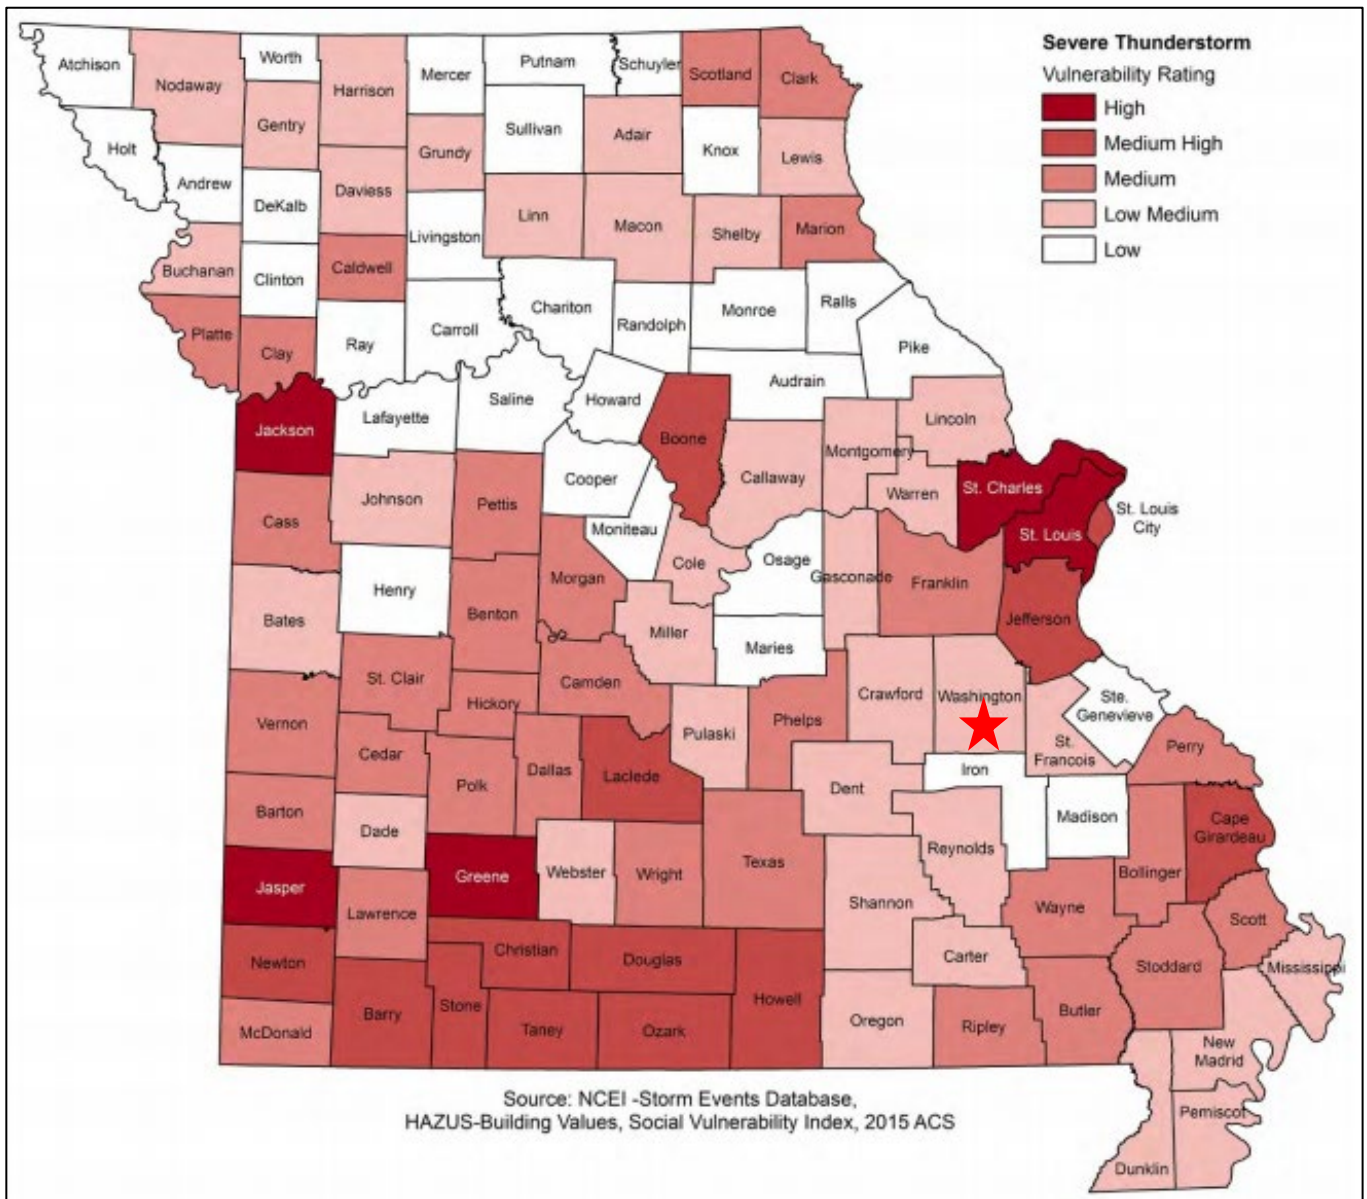 Severe Thunderstorm
Vulnerability Rating
High
Medium High
Medium
Low Medium
Low
Atchison
Nodaway
Worth
Harrison
Mercer
Putnam
Schuyler
Scotland
Clark
Holt
Gentry
Sullivan
Adair
Knox
Lewis
Andrew
DeKalb
Daviess
Grundy
Livingston
Linn
Macon
Shelby
Marion
Buchanan
Clinton
Caldwell
Chariton
Randolph
Monroe
Ralls
Pike
Platte
Clay
Ray
Carroll
Audrain
Jackson
Lafayette
Saline
Howard
Boone
Lincoln
Johnson
Pettis
Cooper
Callaway
Montgomery
Warren
St. Charles
St. Louis
St. Louis
City
Cass
Moniteau
Cole
Osage
Gasconade
Franklin
Jefferson
Bates
Henry
Benton
Morgan
Miller
Maries
Vernon
St. Clair
Hickory
Camden
Pulaski
Phelps
Crawford
Washington
Ste.
Genevieve
St.
Francois
Perry
Cedar
Polk
Dallas
Laclede
Dent
Iron
Madison
Barton
Dade
Cape
Girardeau
Jasper
Lawrence
Greene
Webster
Wright
Texas
Shannon
Reynolds
Wayne
Bollinger
Scott
Newton
Christian
Douglas
Howell
Carter
Stoddard
Mississippi
McDonald
Barry
Stone
Taney
Ozark
Oregon
Ripley
Butler
New
Madrid
Pemiscot
Dunklin
Source: NCEI -Storm Events Database,
HAZUS-Building Values, Social Vulnerability Index, 2015 ACS